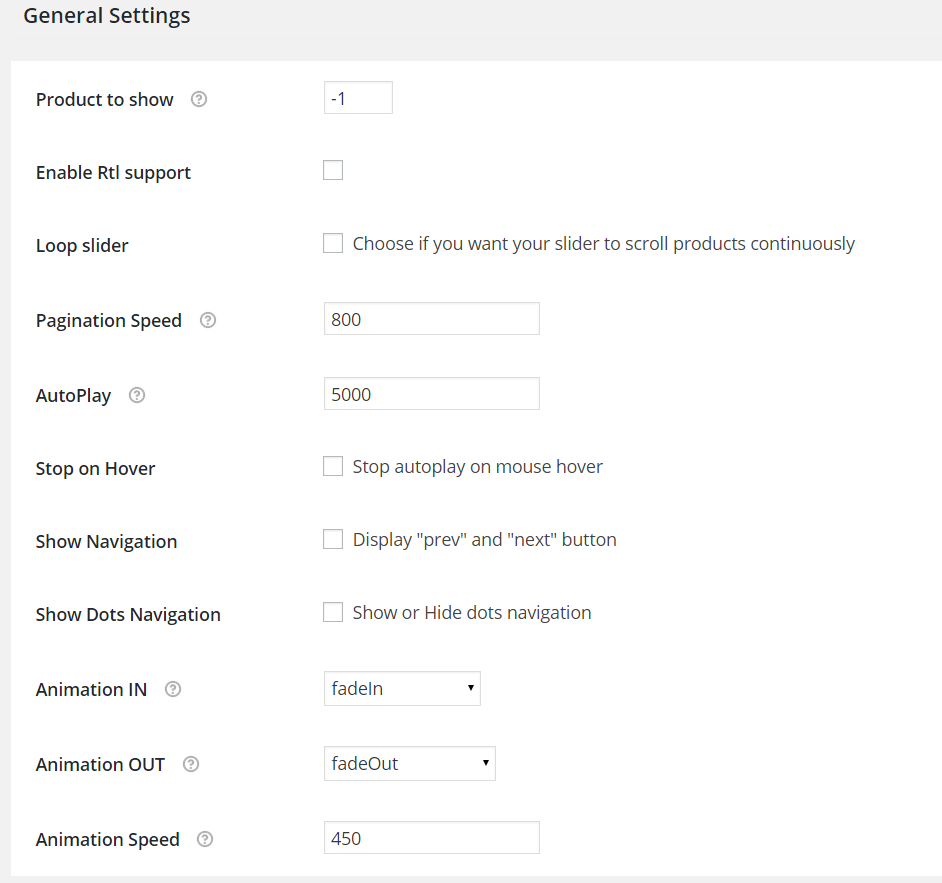 General Settings
Product to show ? -1
Enable Rtl support
Loop slider Choose if you want your slider to scroll products continuously
Pagination Speed ? 800
AutoPlay ? 5000
Stop on Hover Stop autoplay on mouse hover
Show Navigation Display "prev" and "next" button
Show Dots Navigation Show or Hide dots navigation
Animation IN ? fadeIn
Animation OUT ? fadeOut
Animation Speed ? 450